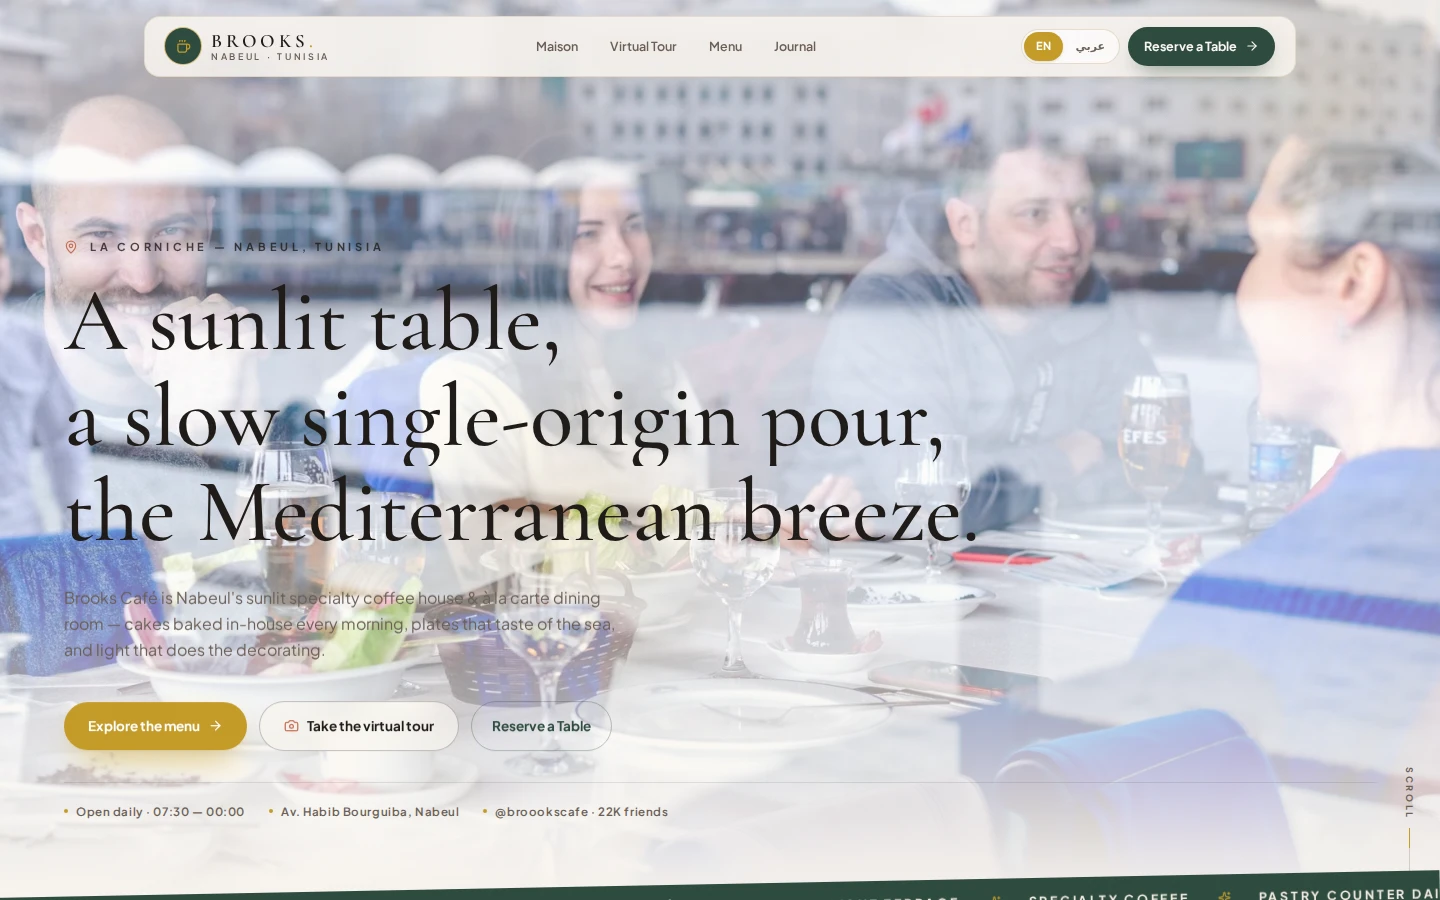 BROOKS.
NABEUL · TUNISIA
Maison
Virtual Tour
Menu
Journal
EN
عربي
Reserve a Table
LA CORNICHE — NABEUL, TUNISIA
A sunlit table,
a slow single-origin pour,
the Mediterranean breeze.
Brooks Café is Nabeul's sunlit specialty coffee house & à la carte dining
room — cakes baked in-house every morning, plates that taste of the sea,
and light that does the decorating.
Explore the menu
Take the virtual tour
Reserve a Table
Open daily · 07:30 — 00:00
Av. Habib Bourguiba, Nabeul
@broookscafe · 22K friends
SCROLL
EFES
SPECIALTY COFFEE
PASTRY COUNTER DAI